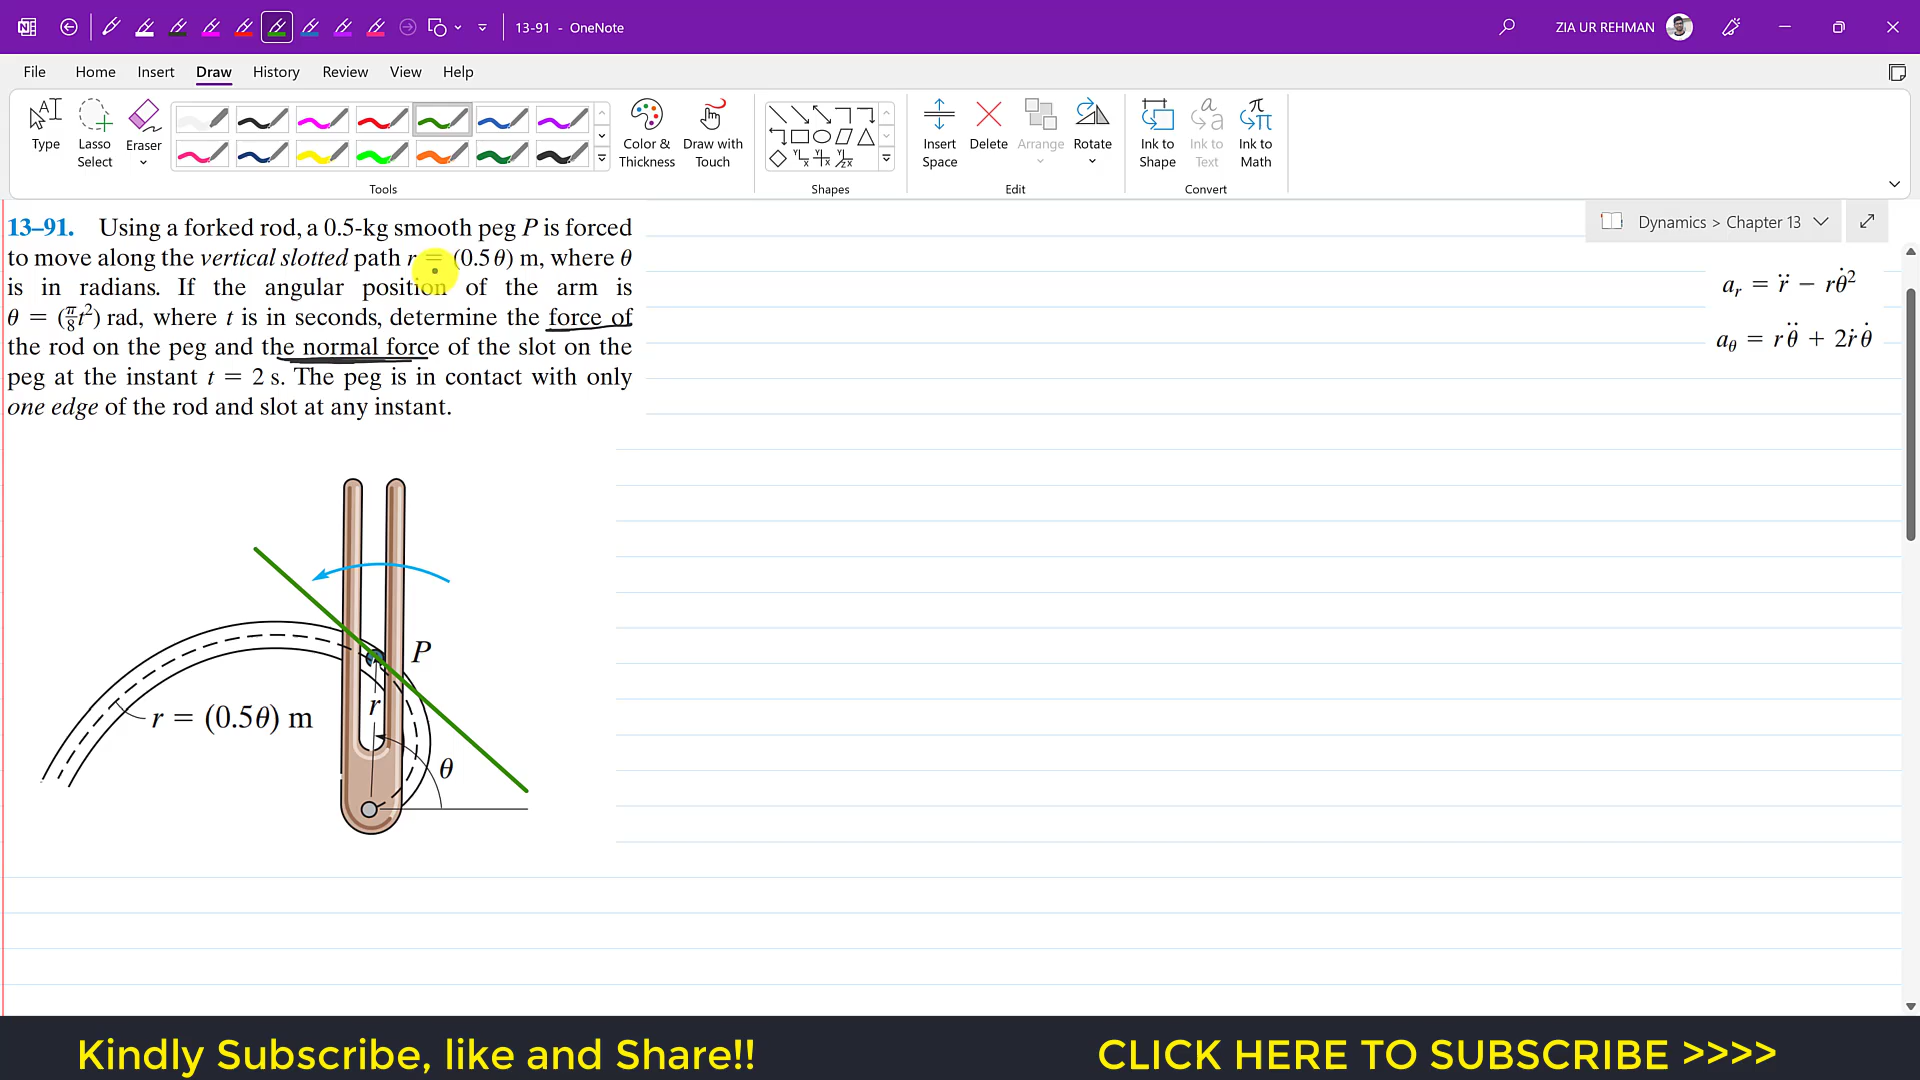 13-91 - OneNote
ZIA UR REHMAN
File Home Insert Draw History Review View Help
Type
Lasso Select
Eraser
Color & Thickness
Draw with Touch
Insert Space
Delete
Arrange
Rotate
Ink to Shape
Ink to Text
Ink to Math
Tools
Shapes
Edit
Convert
Dynamics > Chapter 13
13–91. Using a forked rod, a 0.5-kg smooth peg P is forced
to move along the vertical slotted path r = (0.5θ) m, where θ
is in radians. If the angular position of the arm is
θ = (π/8 t²) rad, where t is in seconds, determine the force of
the rod on the peg and the normal force of the slot on the
peg at the instant t = 2 s. The peg is in contact with only
one edge of the rod and slot at any instant.
a_r = r̈ − rθ̇²
a_θ = rθ̈ + 2ṙθ̇
P
r
r = (0.5θ) m
θ
Kindly Subscribe, like and Share!!
CLICK HERE TO SUBSCRIBE >>>>